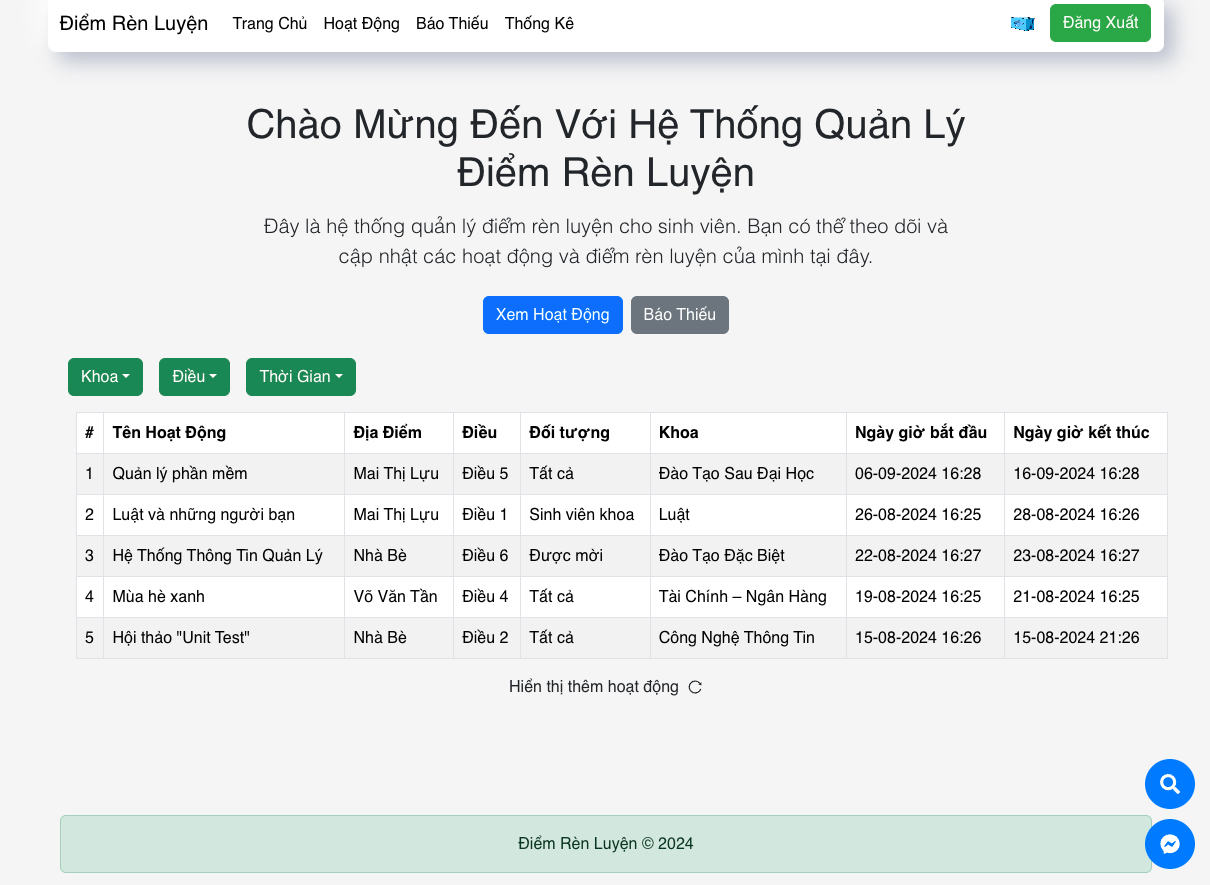 Điểm Rèn Luyện Trang Chủ Hoạt Động Báo Thiếu Thống Kê Đăng Xuất
Chào Mừng Đến Với Hệ Thống Quản Lý
Điểm Rèn Luyện
Đây là hệ thống quản lý điểm rèn luyện cho sinh viên. Bạn có thể theo dõi và
cập nhật các hoạt động và điểm rèn luyện của mình tại đây.
Xem Hoạt Động Báo Thiếu
Khoa Điều Thời Gian
# Tên Hoạt Động Địa Điểm Điều Đối tượng Khoa Ngày giờ bắt đầu Ngày giờ kết thúc
1 Quản lý phần mềm Mai Thị Lựu Điều 5 Tất cả Đào Tạo Sau Đại Học 06-09-2024 16:28 16-09-2024 16:28
2 Luật và những người bạn Mai Thị Lựu Điều 1 Sinh viên khoa Luật 26-08-2024 16:25 28-08-2024 16:26
3 Hệ Thống Thông Tin Quản Lý Nhà Bè Điều 6 Được mời Đào Tạo Đặc Biệt 22-08-2024 16:27 23-08-2024 16:27
4 Mùa hè xanh Võ Văn Tần Điều 4 Tất cả Tài Chính – Ngân Hàng 19-08-2024 16:25 21-08-2024 16:25
5 Hội thảo "Unit Test" Nhà Bè Điều 2 Tất cả Công Nghệ Thông Tin 15-08-2024 16:26 15-08-2024 21:26
Hiển thị thêm hoạt động
Điểm Rèn Luyện © 2024